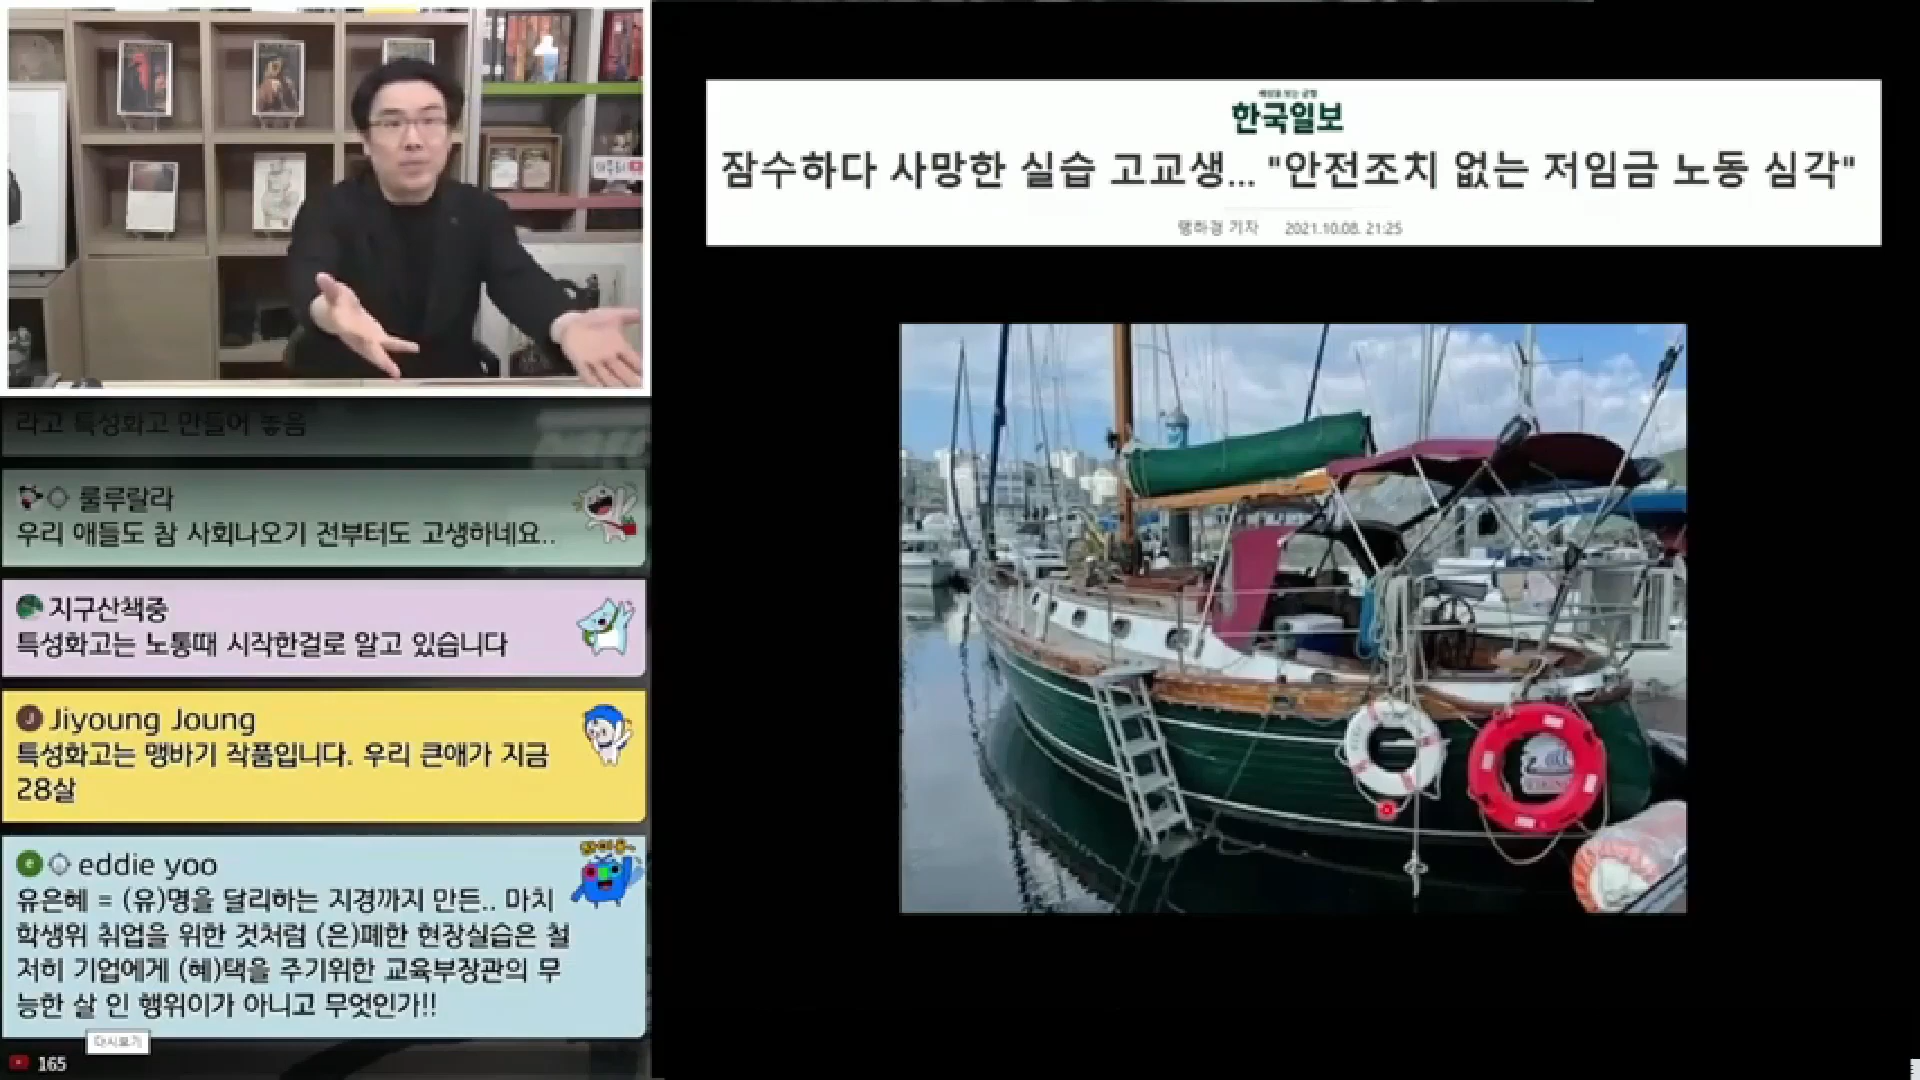 한국일보
잠수하다 사망한 실습 고교생... "안전조치 없는 저임금 노동 심각"
맹하경 기자 2021.10.08. 21:25
라고 특성화고 만들어 놓음
룰루랄라
우리 애들도 참 사회나오기 전부터도 고생하네요..
지구산책중
특성화고는 노통때 시작한걸로 알고 있습니다
J Jiyoung Joung
특성화고는 맹바기 작품입니다. 우리 큰애가 지금
28살
e eddie yoo
유은혜 = (유)명을 달리하는 지경까지 만든.. 마치
학생위 취업을 위한 것처럼 (은)폐한 현장실습은 철
저히 기업에게 (혜)택을 주기위한 교육부장관의 무
능한 살 인 행위이가 아니고 무엇인가!!
다시보기
165